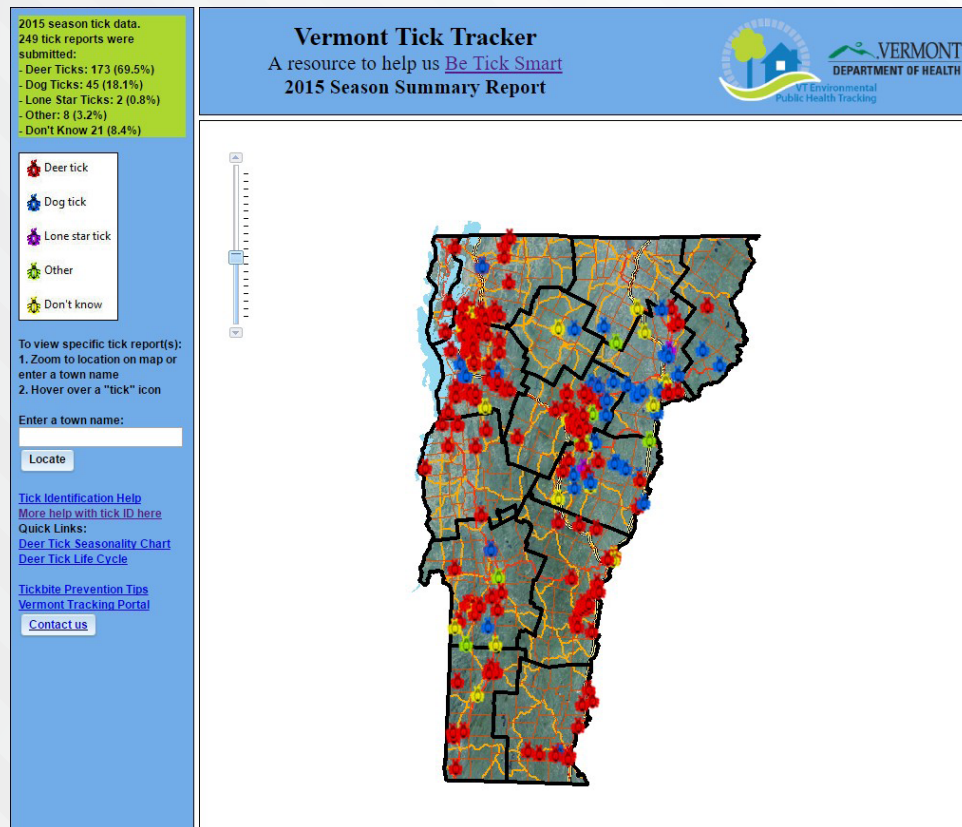 2015 season tick data.
249 tick reports were
submitted:
- Deer Ticks: 173 (69.5%)
- Dog Ticks: 45 (18.1%)
- Lone Star Ticks: 2 (0.8%)
- Other: 8 (3.2%)
- Don't Know 21 (8.4%)
Deer tick
Dog tick
Lone star tick
Other
Don't know
To view specific tick report(s):
1. Zoom to location on map or
enter a town name
2. Hover over a "tick" icon
Enter a town name:
Locate
Tick Identification Help
More help with tick ID here
Quick Links:
Deer Tick Seasonality Chart
Deer Tick Life Cycle
Tickbite Prevention Tips
Vermont Tracking Portal
Contact us
Vermont Tick Tracker
A resource to help us Be Tick Smart
2015 Season Summary Report
VT Environmental
Public Health Tracking
VERMONT
DEPARTMENT OF HEALTH